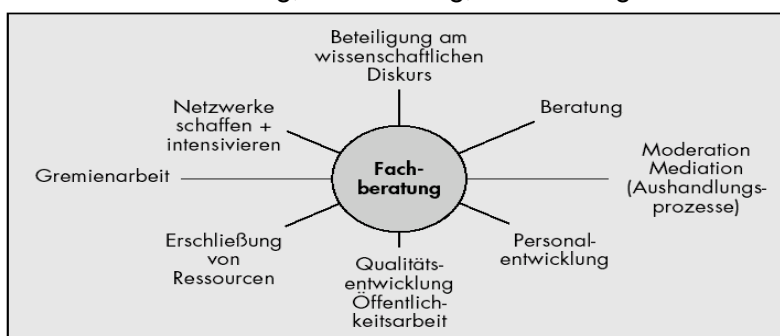 Beteiligung am
wissenschaftlichen
Diskurs
Netzwerke
schaffen +
intensivieren
Beratung
Gremienarbeit
Fach-
beratung
Moderation
Mediation
(Aushandlungs-
prozesse)
Erschließung
von
Ressourcen
Qualitäts-
entwicklung
Öffentlich-
keitsarbeit
Personal-
entwicklung